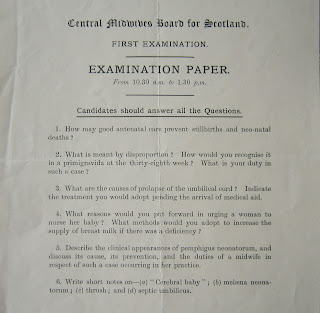 Central Midwives Board for Scotland.
FIRST EXAMINATION.
EXAMINATION PAPER.
From 10.30 a.m. to 1.30 p.m.
Candidates should answer all the Questions.
1. How may good antenatal care prevent stillbirths and neo-natal
deaths ?
2. What is meant by disproportion ? How would you recognise it
in a primigravida at the thirty-eighth week ? What is your duty in
such a case ?
3. What are the causes of prolapse of the umbilical cord ? Indicate
the treatment you would adopt pending the arrival of medical aid.
4. What reasons would you put forward in urging a woman to
nurse her baby ? What methods would you adopt to increase the
supply of breast milk if there was a deficiency ?
5. Describe the clinical appearances of pemphigus neonatorum, and
discuss its cause, its prevention, and the duties of a midwife in
respect of such a case occurring in her practice.
6. Write short notes on—(a) “ Cerebral baby ” ; (b) melena neona-
torum ; (c) thrush ; and (d) septic umbilicus.